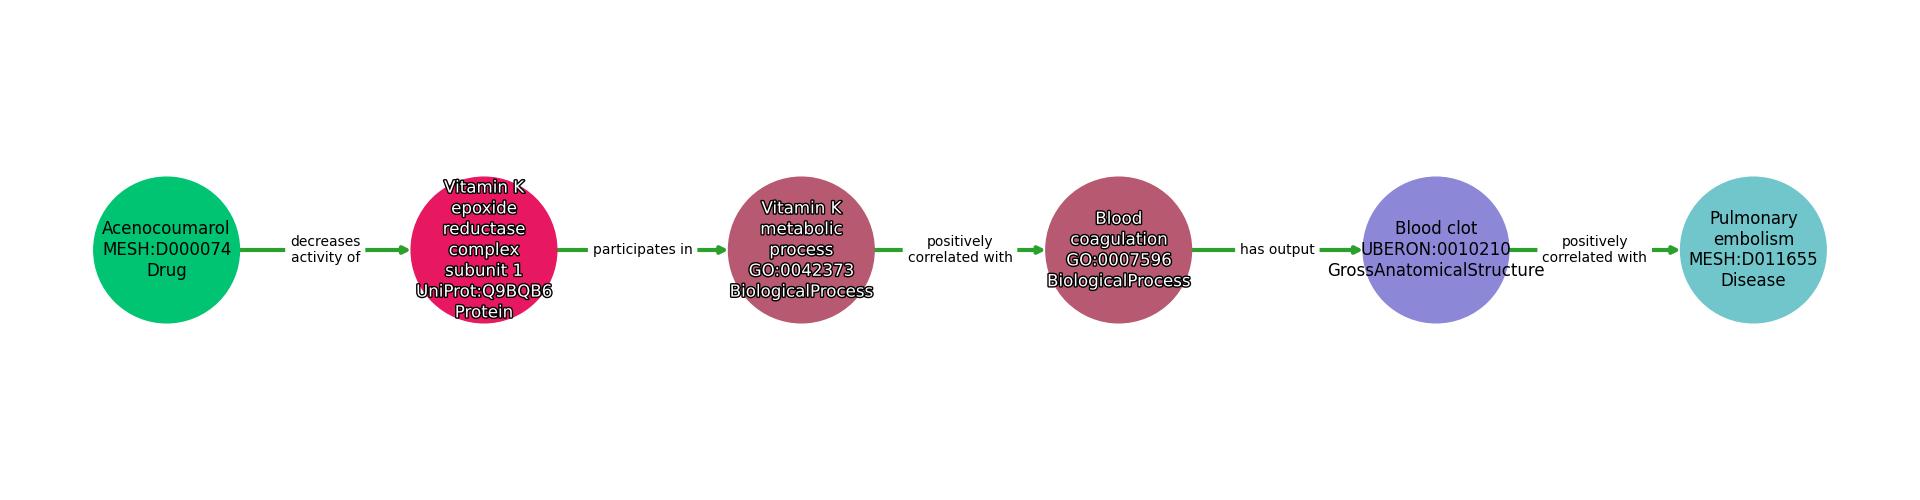 Acenocoumarol
MESH:D000074
Drug
decreases
activity of
Vitamin K
epoxide
reductase
complex
subunit 1
UniProt:Q9BQB6
Protein
participates in
Vitamin K
metabolic
process
GO:0042373
BiologicalProcess
positively
correlated with
Blood
coagulation
GO:0007596
BiologicalProcess
has output
Blood clot
UBERON:0010210
GrossAnatomicalStructure
positively
correlated with
Pulmonary
embolism
MESH:D011655
Disease